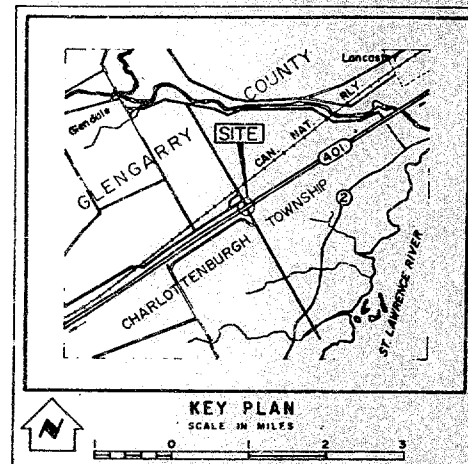 Lancaster
COUNTY
Glendale
SITE
CAN. NAT. RLY.
GLENGARRY
401
2
CHARLOTTENBURGH TOWNSHIP
ST. LAWRENCE RIVER
N
KEY PLAN
SCALE IN MILES
1 0 1 2 3